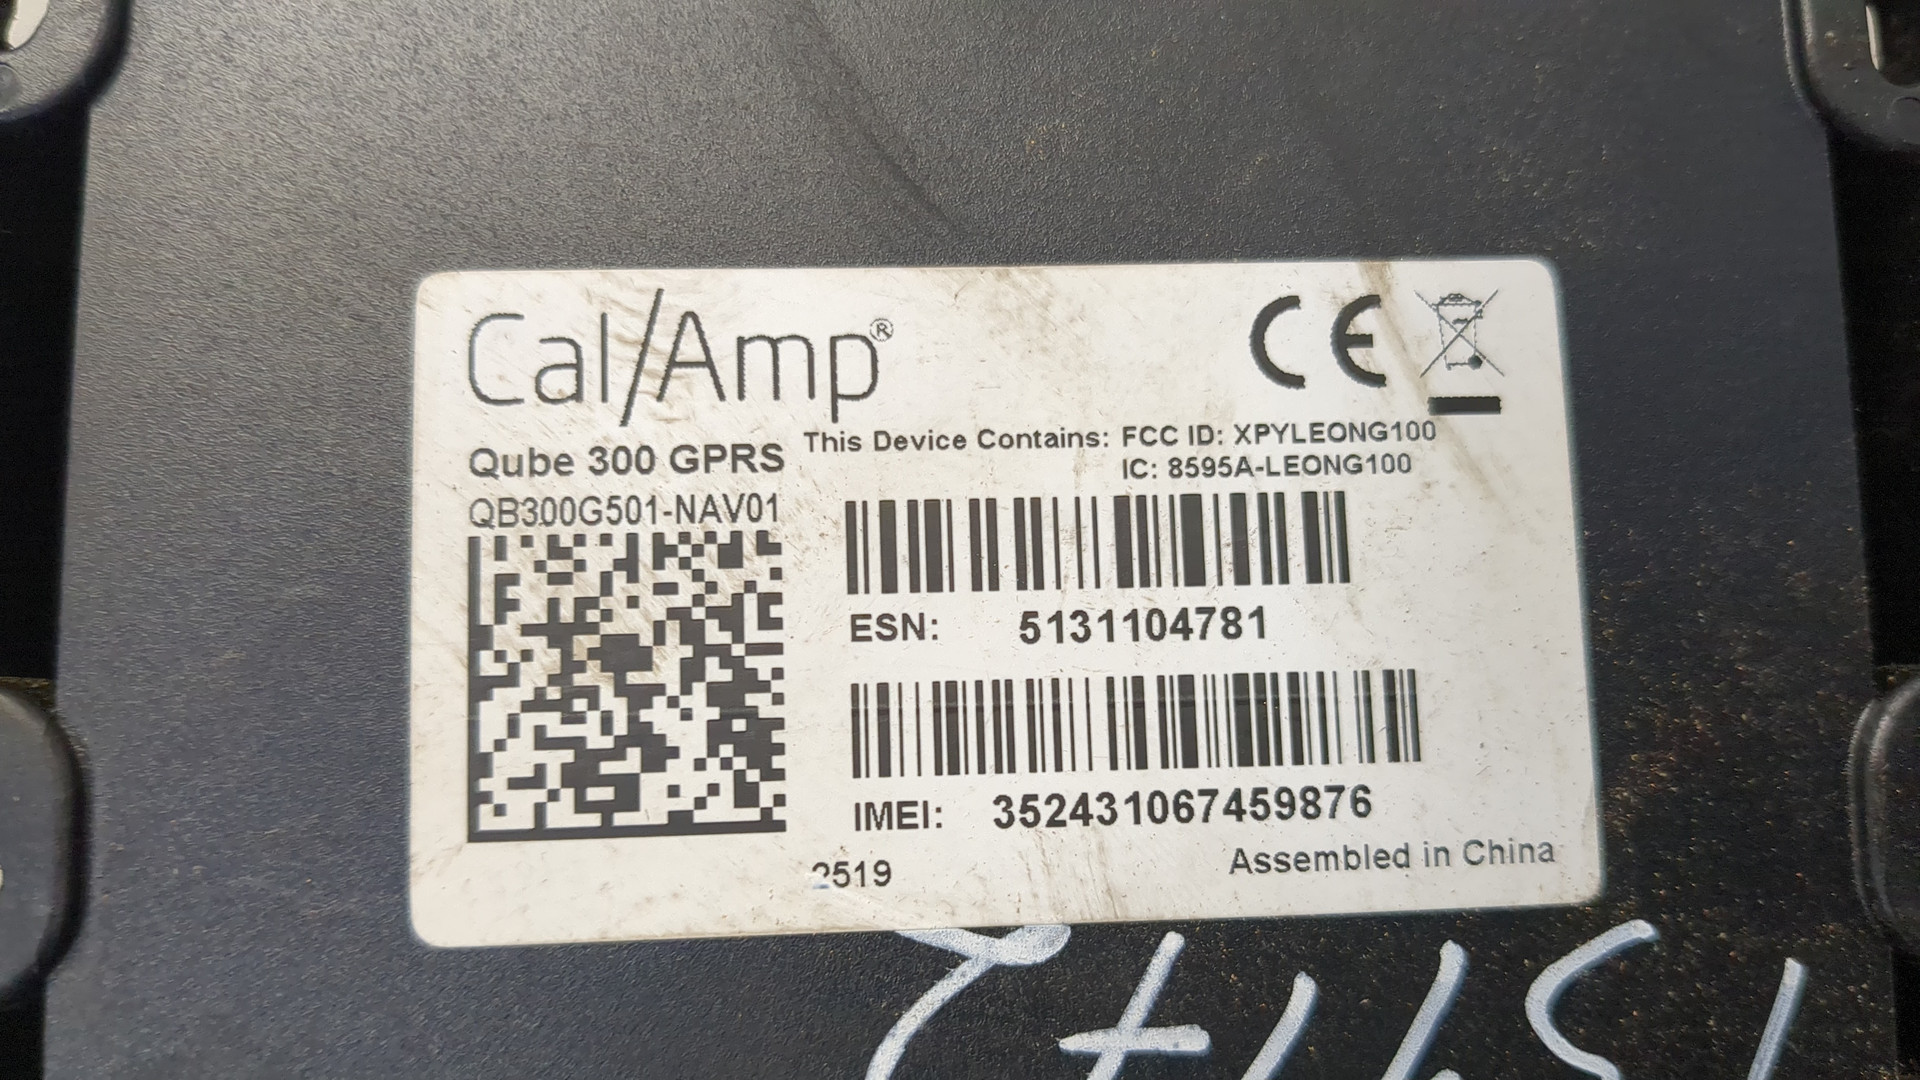 Cal/Amp®
CE
Qube 300 GPRS
This Device Contains: FCC ID: XPYLEONG100
IC: 8595A-LEONG100
QB300G501-NAV01
ESN: 5131104781
IMEI: 352431067459876
2519
Assembled in China